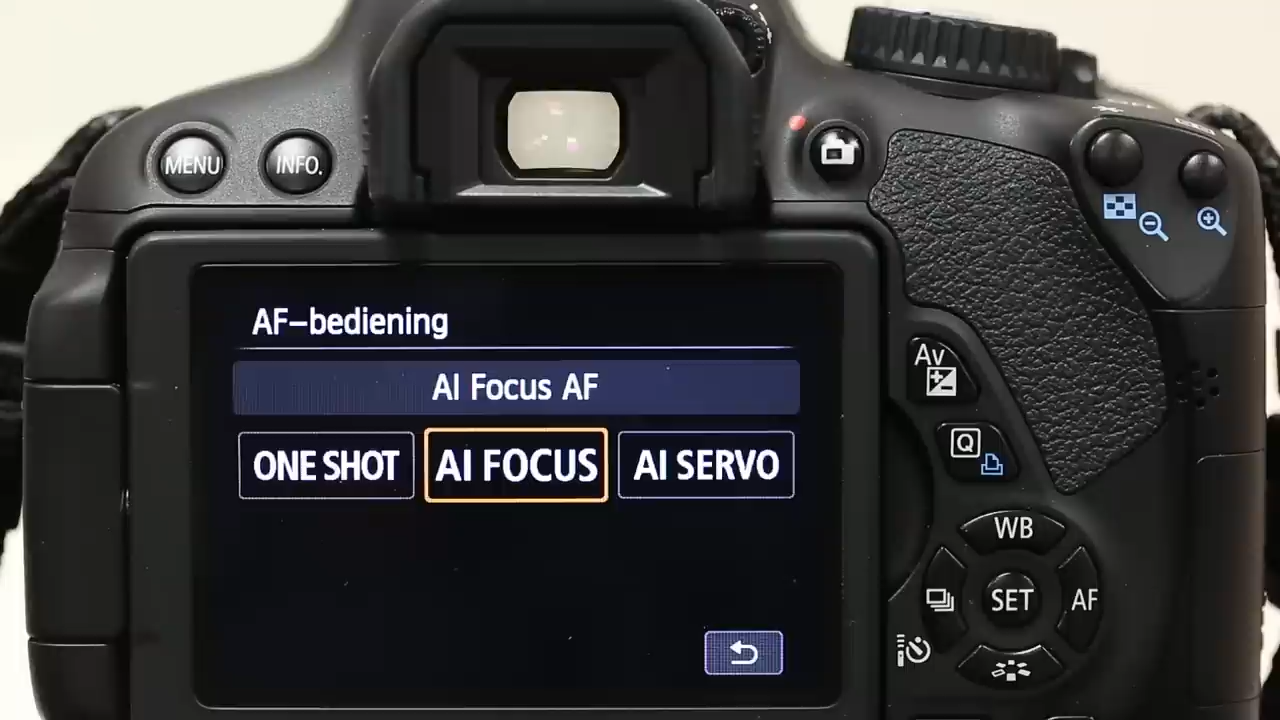 MENU
INFO.
AF-bediening
AI Focus AF
ONE SHOT
AI FOCUS
AI SERVO
Av
Q
WB
SET
AF